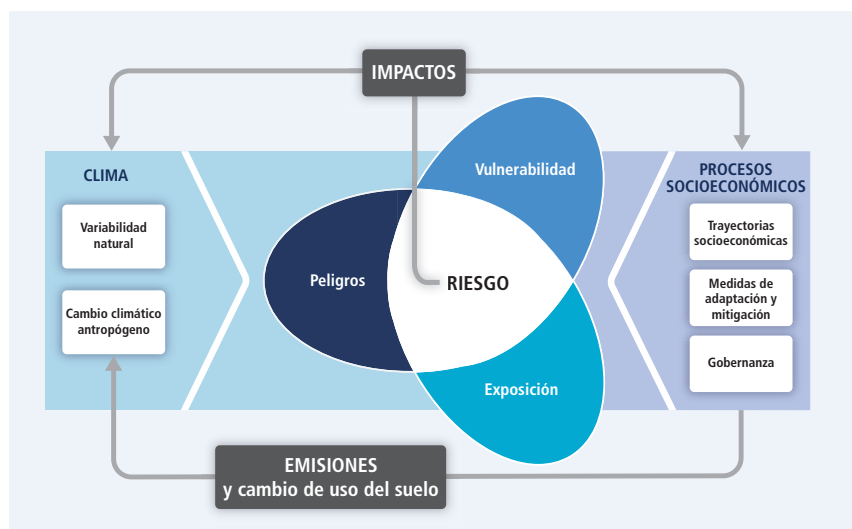 IMPACTOS
CLIMA
Variabilidad
natural
Cambio climático
antropógeno
Vulnerabilidad
Peligros
RIESGO
Exposición
PROCESOS
SOCIOECONÓMICOS
Trayectorias
socioeconómicas
Medidas de
adaptación y
mitigación
Gobernanza
EMISIONES
y cambio de uso del suelo